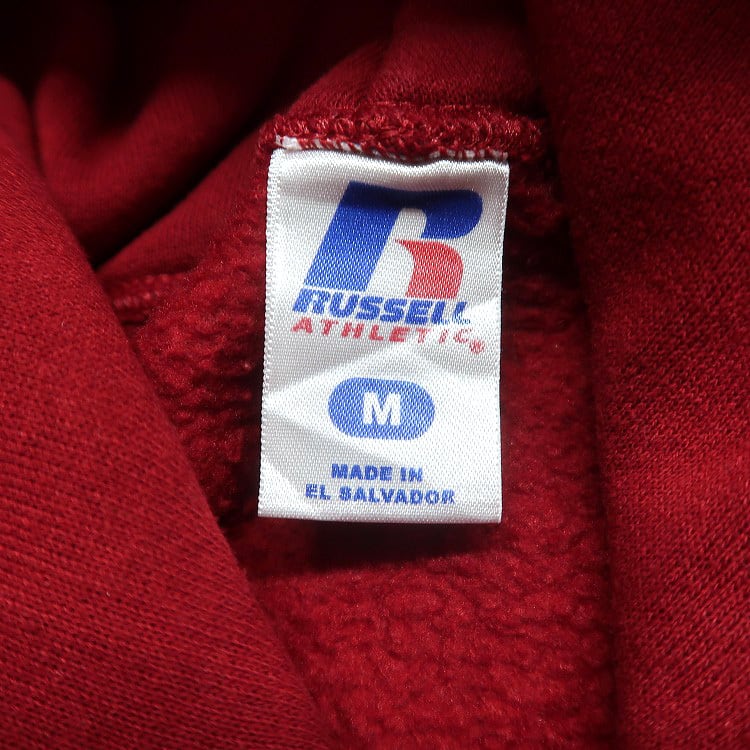 R
RUSSELL
ATHLETIC®
M
MADE IN
EL SALVADOR